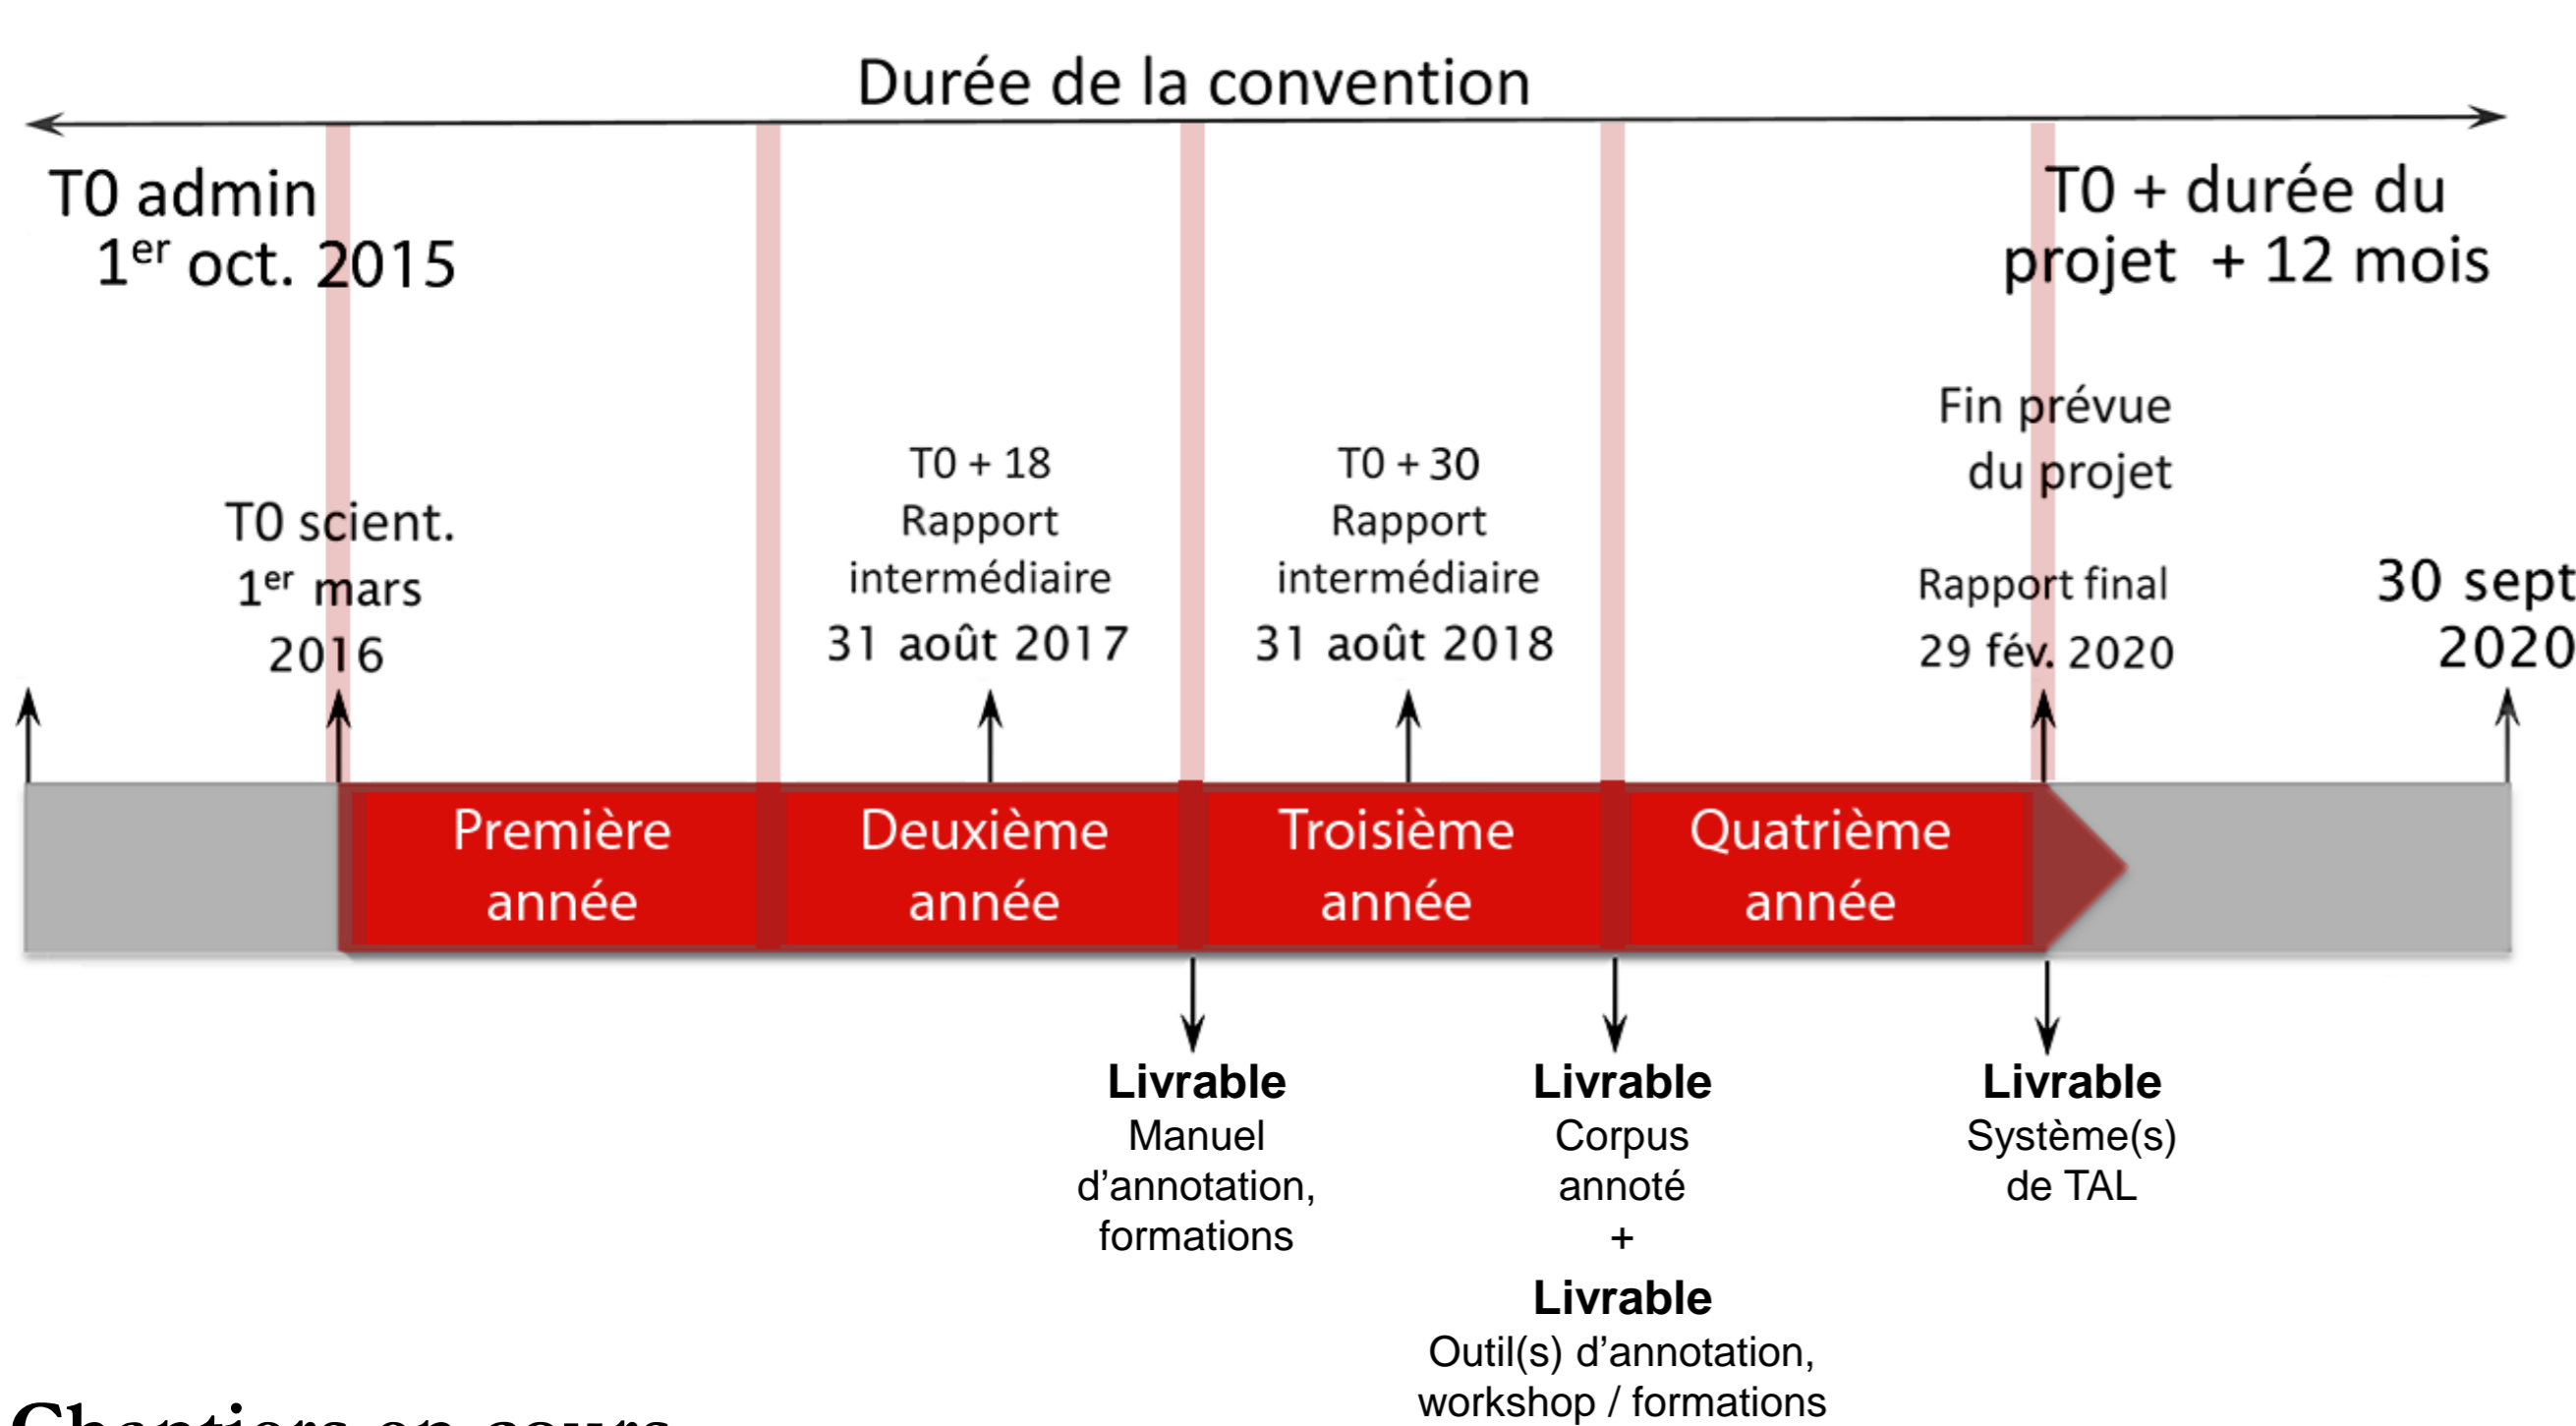 Durée de la convention
T0 admin
1er oct. 2015
T0 + durée du
projet + 12 mois
T0 scient.
1er mars
2016
T0 + 18
Rapport
intermédiaire
31 août 2017
T0 + 30
Rapport
intermédiaire
31 août 2018
Fin prévue
du projet
Rapport final
29 fév. 2020
30 sept
2020
Première
année
Deuxième
année
Troisième
année
Quatrième
année
Livrable
Manuel
d’annotation,
formations
Livrable
Corpus
annoté
+
Livrable
Outil(s) d’annotation,
workshop / formations
Livrable
Système(s)
de TAL
Chantiers en cours